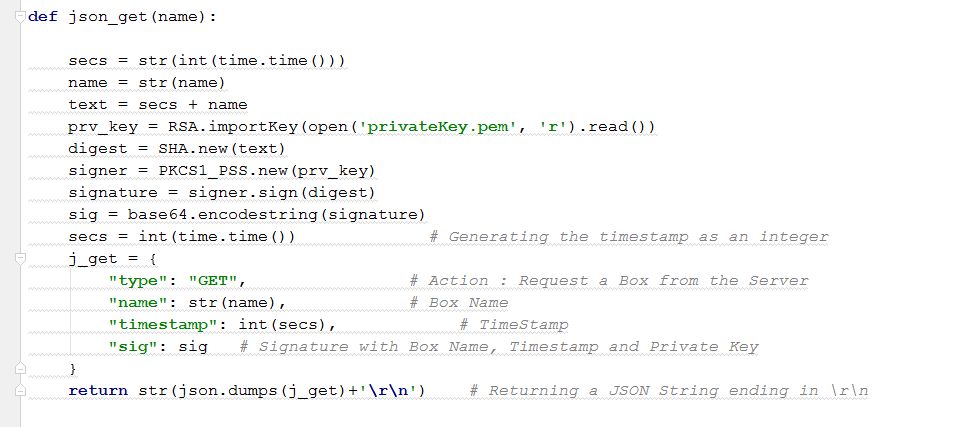 def json_get(name):
secs = str(int(time.time()))
name = str(name)
text = secs + name
prv_key = RSA.importKey(open('privateKey.pem', 'r').read())
digest = SHA.new(text)
signer = PKCS1_PSS.new(prv_key)
signature = signer.sign(digest)
sig = base64.encodestring(signature)
secs = int(time.time()) # Generating the timestamp as an integer
j_get = {
"type": "GET", # Action : Request a Box from the Server
"name": str(name), # Box Name
"timestamp": int(secs), # TimeStamp
"sig": sig # Signature with Box Name, Timestamp and Private Key
}
return str(json.dumps(j_get)+'\r\n') # Returning a JSON String ending in \r\n